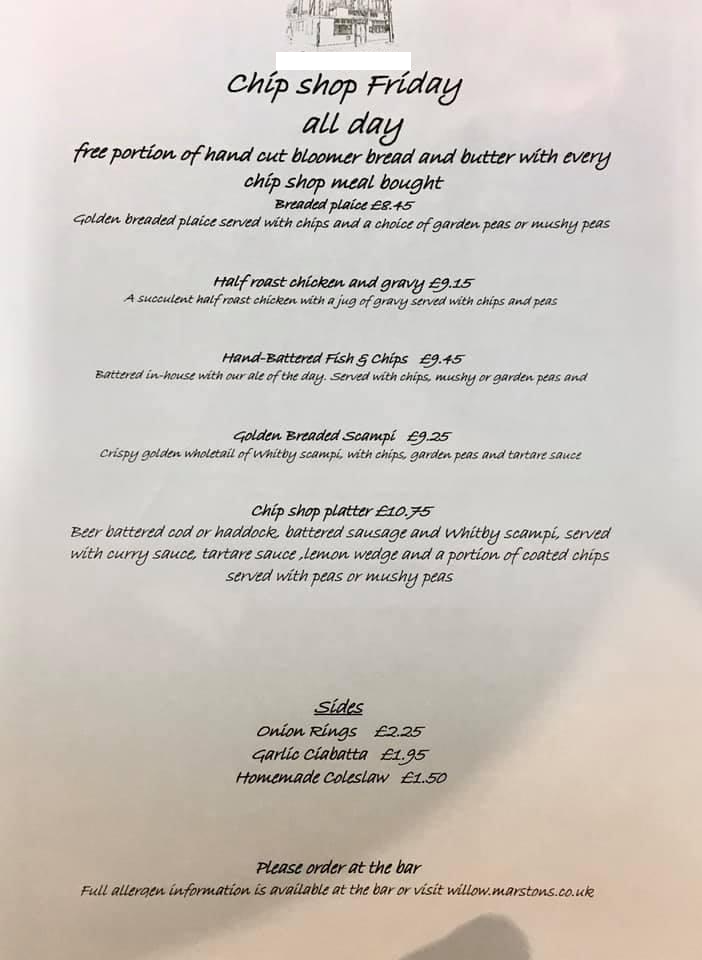 Chip shop Friday
all day
free portion of hand cut bloomer bread and butter with every
chip shop meal bought
Breaded plaice £8.45
Golden breaded plaice served with chips and a choice of garden peas or mushy peas
Half roast chicken and gravy £9.15
A succulent half roast chicken with a jug of gravy served with chips and peas
Hand-Battered Fish & Chips £9.45
Battered in-house with our ale of the day. Served with chips, mushy or garden peas and
Golden Breaded Scampi £9.25
Crispy golden wholetail of Whitby scampi, with chips, garden peas and tartare sauce
Chip shop platter £10.75
Beer battered cod or haddock, battered sausage and Whitby scampi, served
with curry sauce, tartare sauce ,lemon wedge and a portion of coated chips
served with peas or mushy peas
Sides
Onion Rings £2.25
Garlic Ciabatta £1.95
Homemade Coleslaw £1.50
Please order at the bar
Full allergen information is available at the bar or visit willow.marstons.co.uk